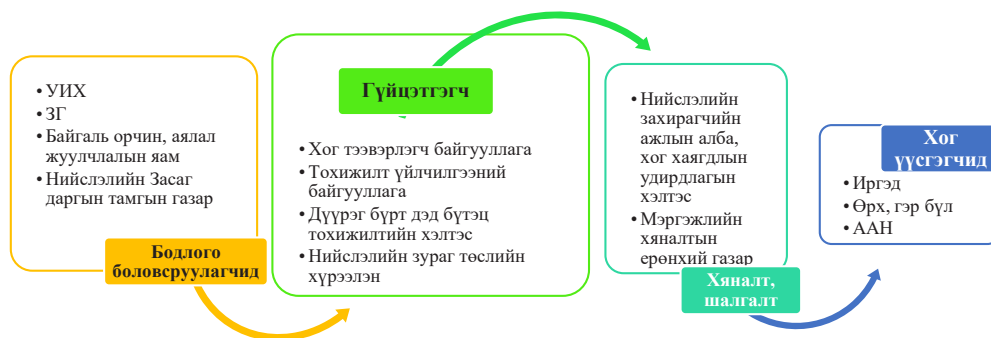 • УИХ
• ЗГ
• Байгаль орчин, аялал
жуулчлалын яам
• Нийслэлийн Засаг
даргын тамгын газар
Бодлого
боловсруулагчид
Гүйцэтгэгч
• Хог тээвэрлэгч байгууллага
• Тохижилт үйлчилгээний
байгууллага
• Дүүрэг бүрт дэд бүтэц
тохижилтийн хэлтэс
• Нийслэлийн зураг төслийн
хүрээлэн
• Нийслэлийн
захирагчийн
ажлын алба,
хог хаягдлын
удирдлагын
хэлтэс
• Мэргэжлийн
хяналтын
ерөнхий газар
Хяналт,
шалгалт
Хог
үүсгэгчид
• Иргэд
• Өрх, гэр бүл
• ААН